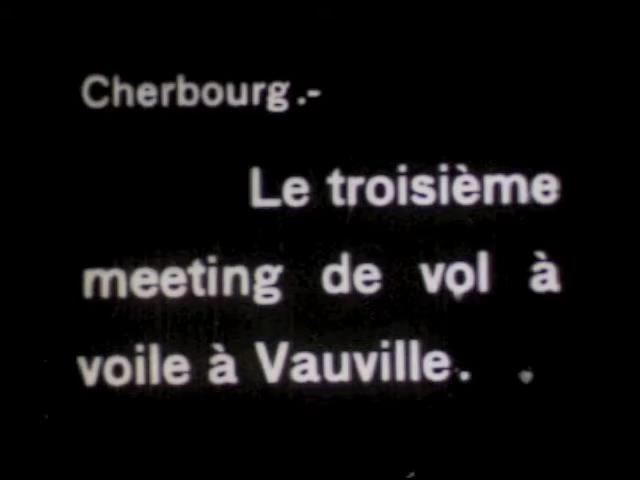 Cherbourg.-
Le troisième
meeting de vol à
voile à Vauville.